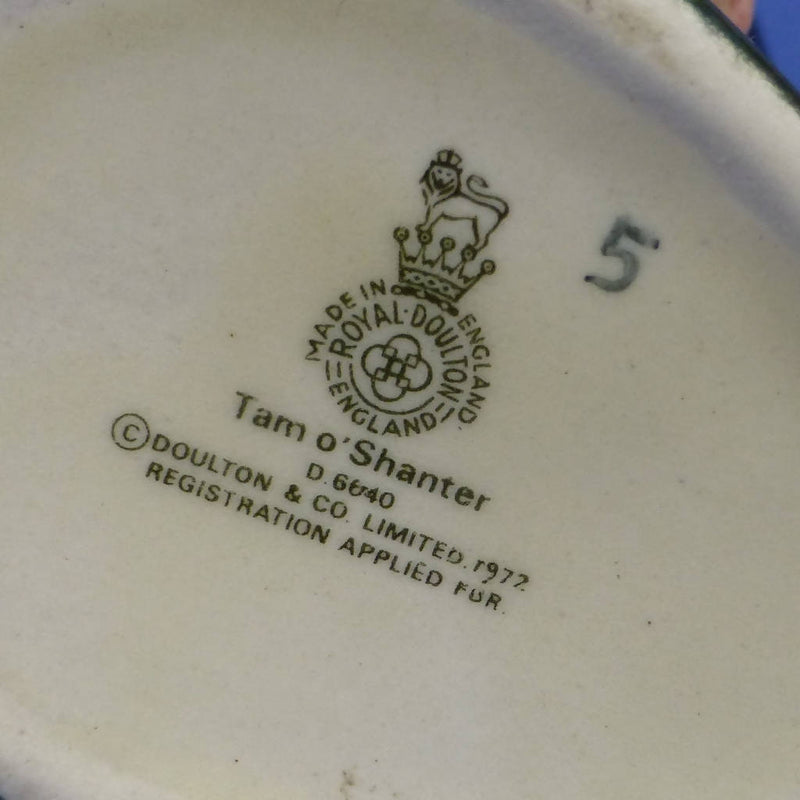 5
MADE IN ENGLAND
ROYAL·DOULTON
ENGLAND
Tam o'Shanter
D.6640
© DOULTON & CO. LIMITED. 1972
REGISTRATION APPLIED FOR.